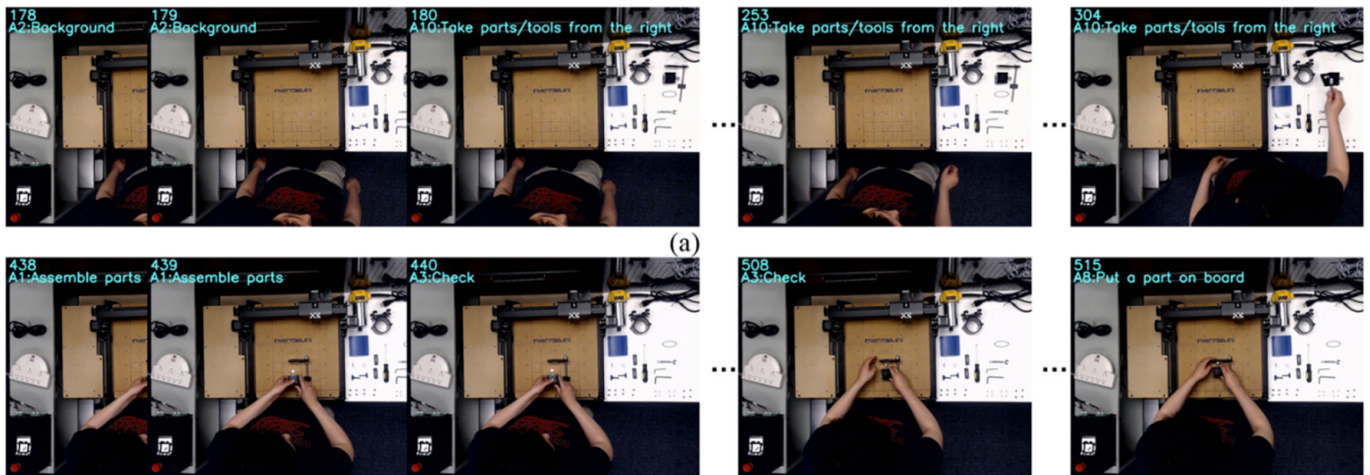 178
A2:Background
179
A2:Background
180
A10:Take parts/tools from the right
253
A10:Take parts/tools from the right
304
A10:Take parts/tools from the right
...
...
(a)
438
A1:Assemble parts
439
A1:Assemble parts
440
A3:Check
508
A3:Check
515
A8:Put a part on board
...
...